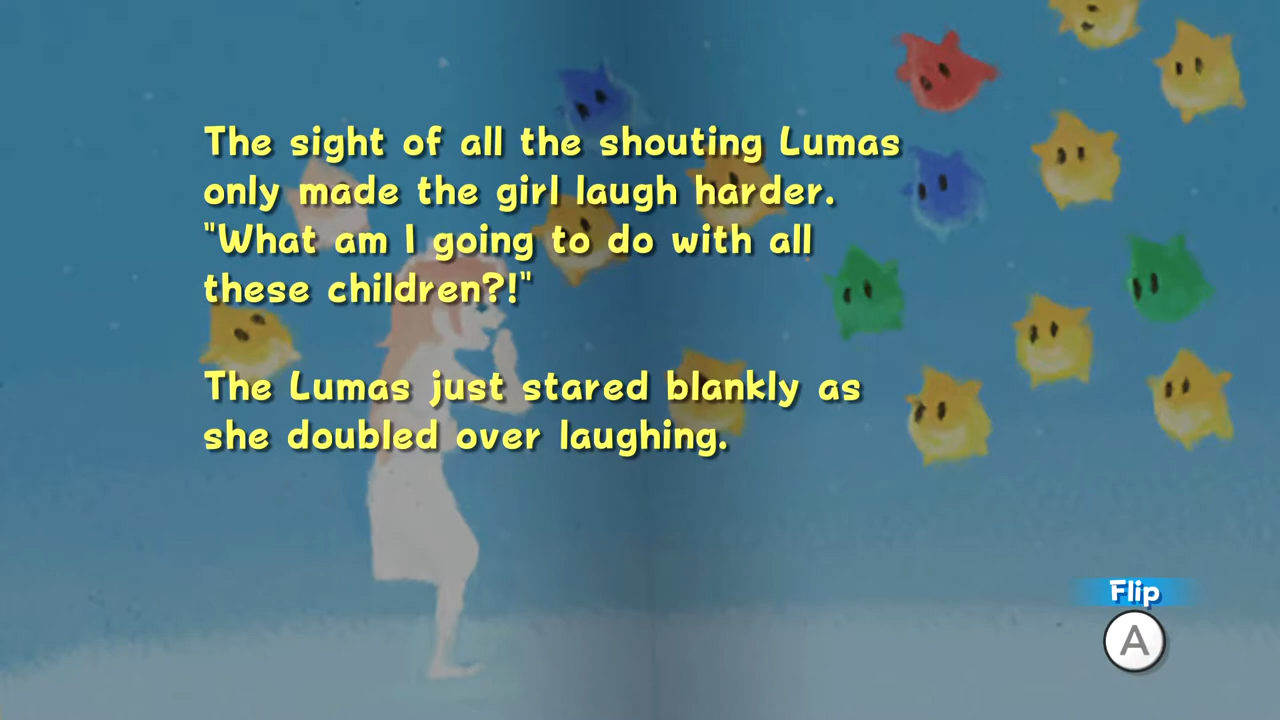 The sight of all the shouting Lumas
only made the girl laugh harder.
"What am I going to do with all
these children?!"
The Lumas just stared blankly as
she doubled over laughing.
Flip
A